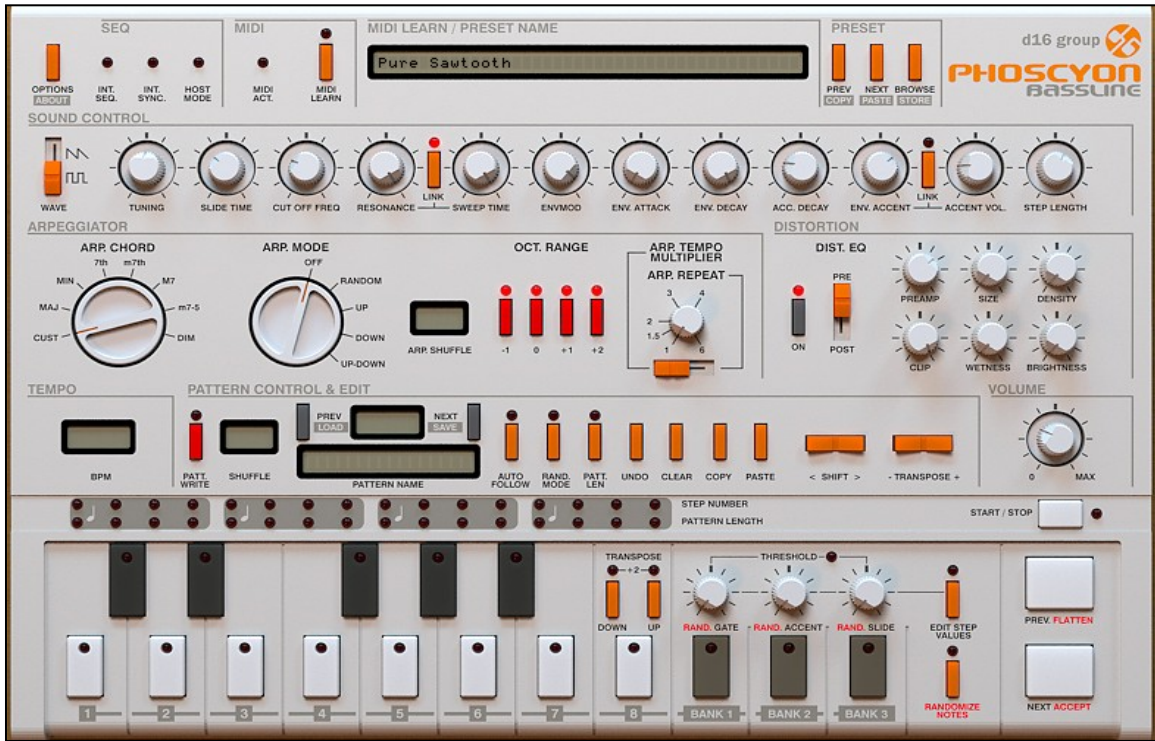 SEQ
MIDI
MIDI LEARN / PRESET NAME
PRESET
d16 group
PHOSCYON
BASSLINE
Pure Sawtooth
OPTIONS
ABOUT
INT. SEQ.
INT. SYNC.
HOST MODE
MIDI ACT.
MIDI LEARN
PREV
COPY
NEXT
PASTE
BROWSE
STORE
SOUND CONTROL
WAVE
TUNING
SLIDE TIME
CUT OFF FREQ
RESONANCE
LINK
SWEEP TIME
ENVMOD
ENV. ATTACK
ENV. DECAY
ACC. DECAY
ENV. ACCENT
LINK
ACCENT VOL.
STEP LENGTH
ARPEGGIATOR
ARP. CHORD
7th
m7th
MIN
M7
MAJ
m7-5
CUST
DIM
ARP. MODE
OFF
RANDOM
UP
DOWN
UP-DOWN
ARP. SHUFFLE
OCT. RANGE
-1
0
+1
+2
ARP. TEMPO
MULTIPLIER
ARP. REPEAT
3
4
2
1.5
1
6
DISTORTION
DIST. EQ
PRE
ON
POST
PREAMP
SIZE
DENSITY
CLIP
WETNESS
BRIGHTNESS
TEMPO
BPM
PATTERN CONTROL & EDIT
PATT. WRITE
SHUFFLE
PREV
LOAD
NEXT
SAVE
PATTERN NAME
AUTO FOLLOW
RAND. MODE
PATT. LEN
UNDO
CLEAR
COPY
PASTE
< SHIFT >
- TRANSPOSE +
VOLUME
0
MAX
STEP NUMBER
PATTERN LENGTH
START / STOP
TRANSPOSE
+2
DOWN
UP
THRESHOLD
RAND. GATE
RAND. ACCENT
RAND. SLIDE
EDIT STEP
VALUES
PREV. FLATTEN
1
2
3
4
5
6
7
8
BANK 1
BANK 2
BANK 3
RANDOMIZE
NOTES
NEXT ACCEPT